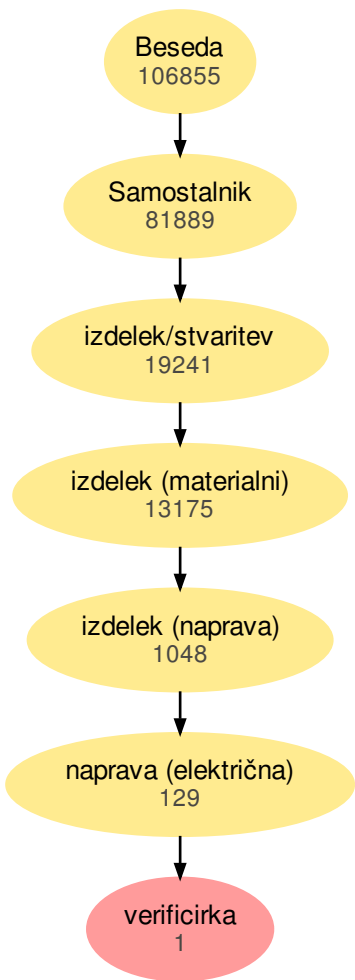 Beseda
106855
Samostalnik
81889
izdelek/stvaritev
19241
izdelek (materialni)
13175
izdelek (naprava)
1048
naprava (električna)
129
verificirka
1